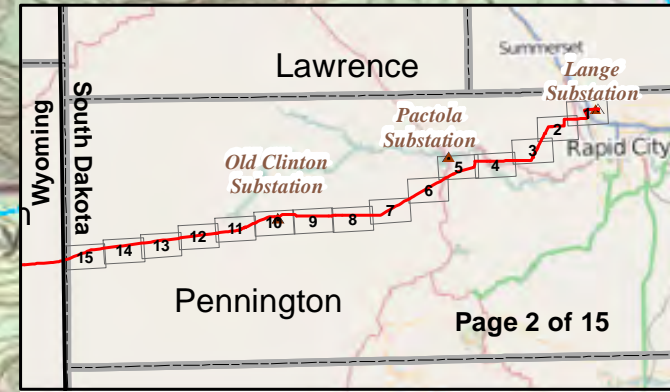 Summerset
Lawrence
Lange
Substation
Wyoming
South Dakota
Pactola
Substation
Rapid City
Old Clinton
Substation
1
2
3
4
5
6
7
8
9
10
11
12
13
14
15
Pennington
Page 2 of 15